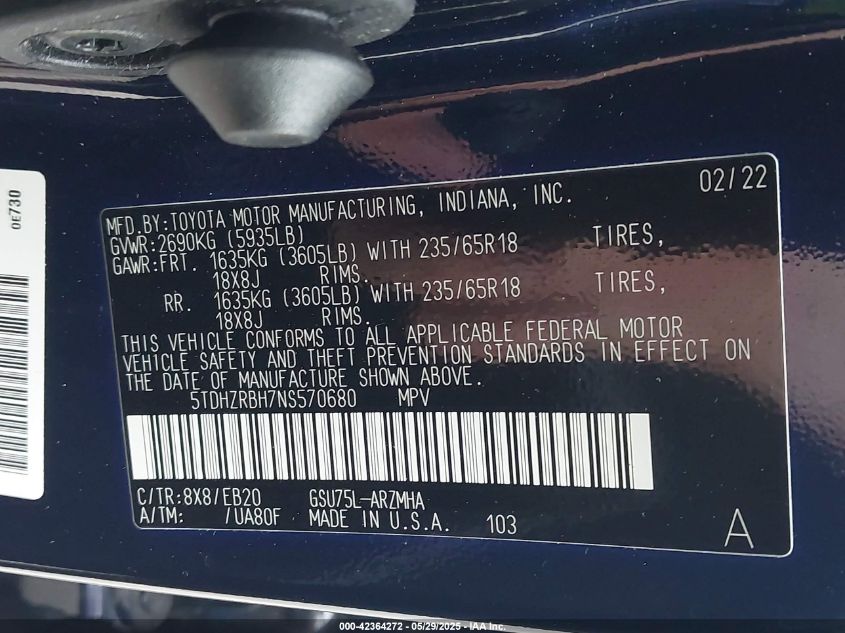 0E730
02/22
MFD.BY:TOYOTA MOTOR MANUFACTURING, INDIANA, INC.
GVWR:2690KG (5935LB)
GAWR:FRT. 1635KG (3605LB) WITH 235/65R18 TIRES,
18X8J RIMS.
RR. 1635KG (3605LB) WITH 235/65R18 TIRES,
18X8J RIMS.
THIS VEHICLE CONFORMS TO ALL APPLICABLE FEDERAL MOTOR
VEHICLE SAFETY AND THEFT PREVENTION STANDARDS IN EFFECT ON
THE DATE OF MANUFACTURE SHOWN ABOVE.
5TDHZRBH7NS570680 MPV
C/TR:8X8/EB20 GSU75L-ARZMHA
A/TM: /UA80F MADE IN U.S.A. 103
A
000-42364272 - 05/29/2025 - IAA Inc.